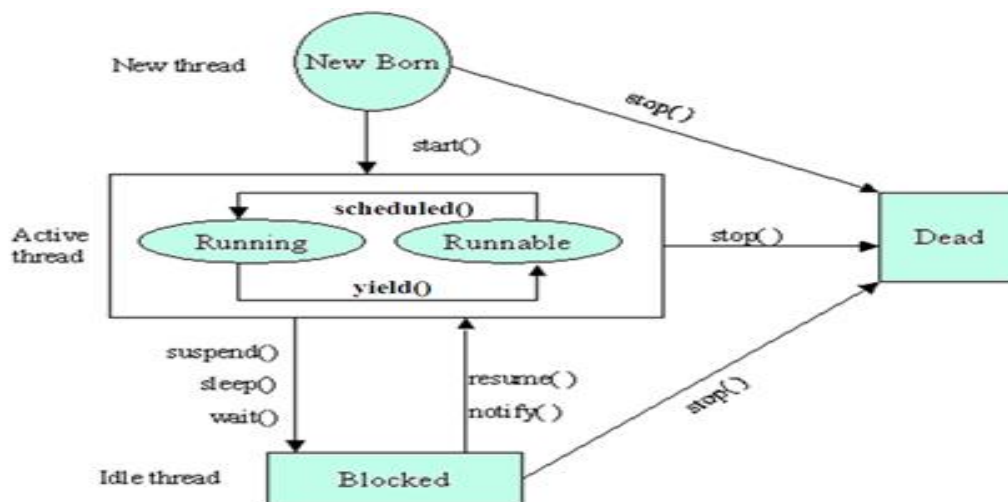 New thread
New Born
stop()
start()
Active
thread
scheduled()
Running
Runnable
yield()
stop()
Dead
suspend()
sleep()
wait()
resume()
notify()
stop()
Idle thread
Blocked